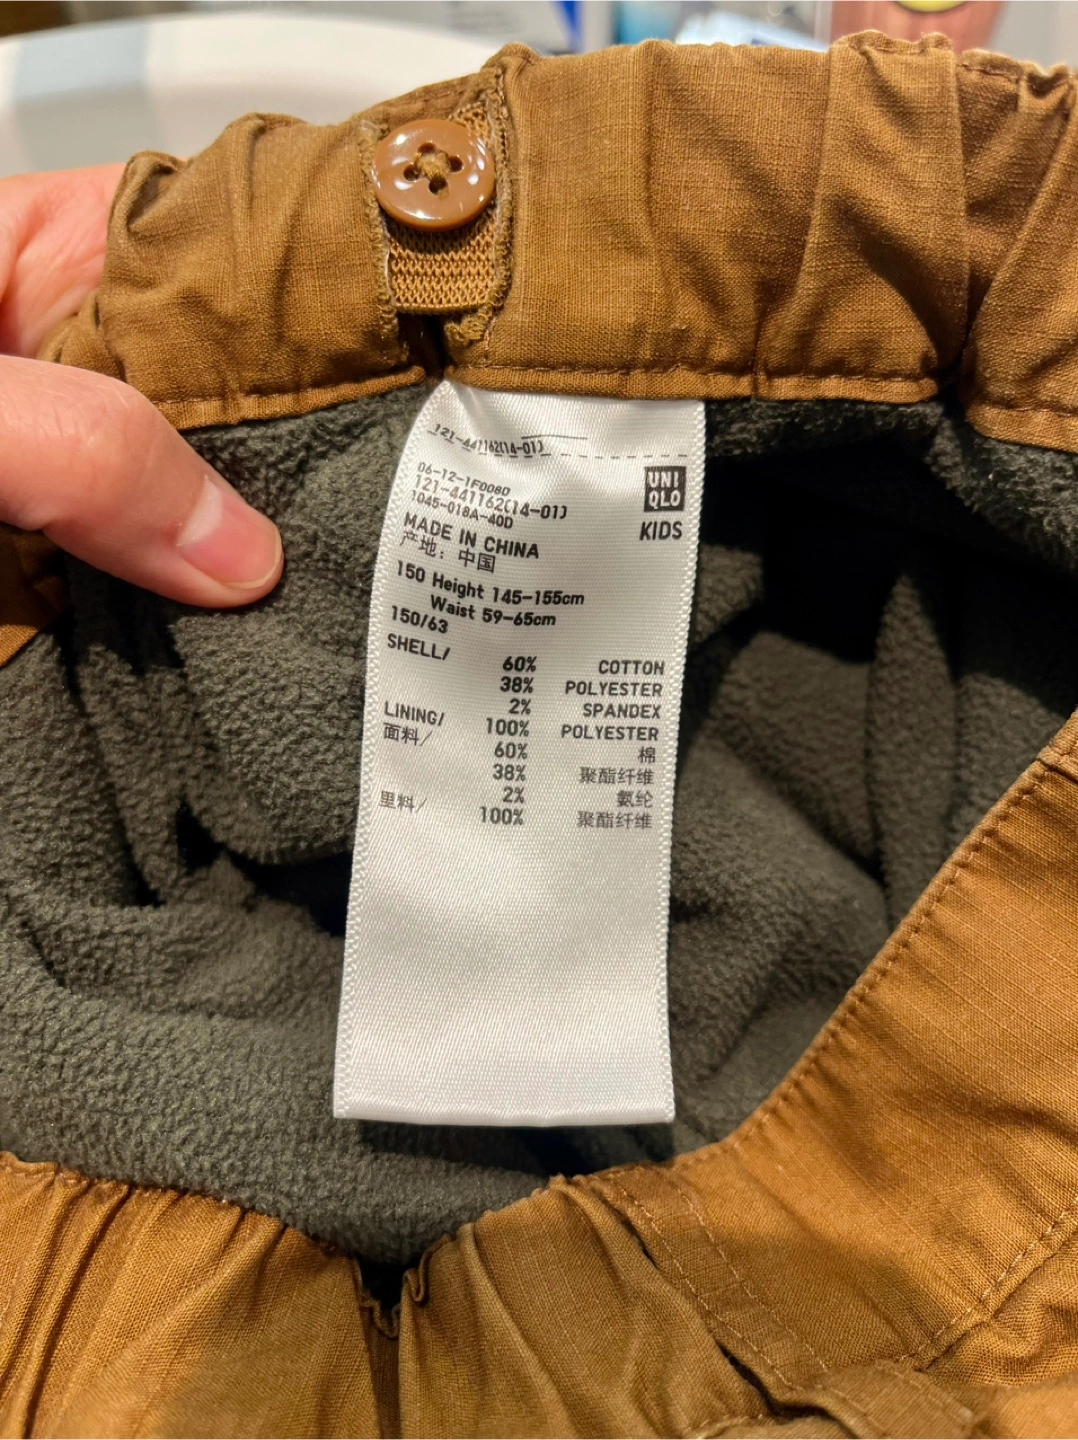 121-441162(14-01)
06-12-1F008D
121-441162(14-01)
1045-018A-40D
UNI
QLO
KIDS
MADE IN CHINA
产地：中国
150 Height 145-155cm
Waist 59-65cm
150/63
SHELL/
60% COTTON
38% POLYESTER
2% SPANDEX
LINING/ 100% POLYESTER
面料/ 60% 棉
38% 聚酯纤维
2% 氨纶
里料/ 100% 聚酯纤维